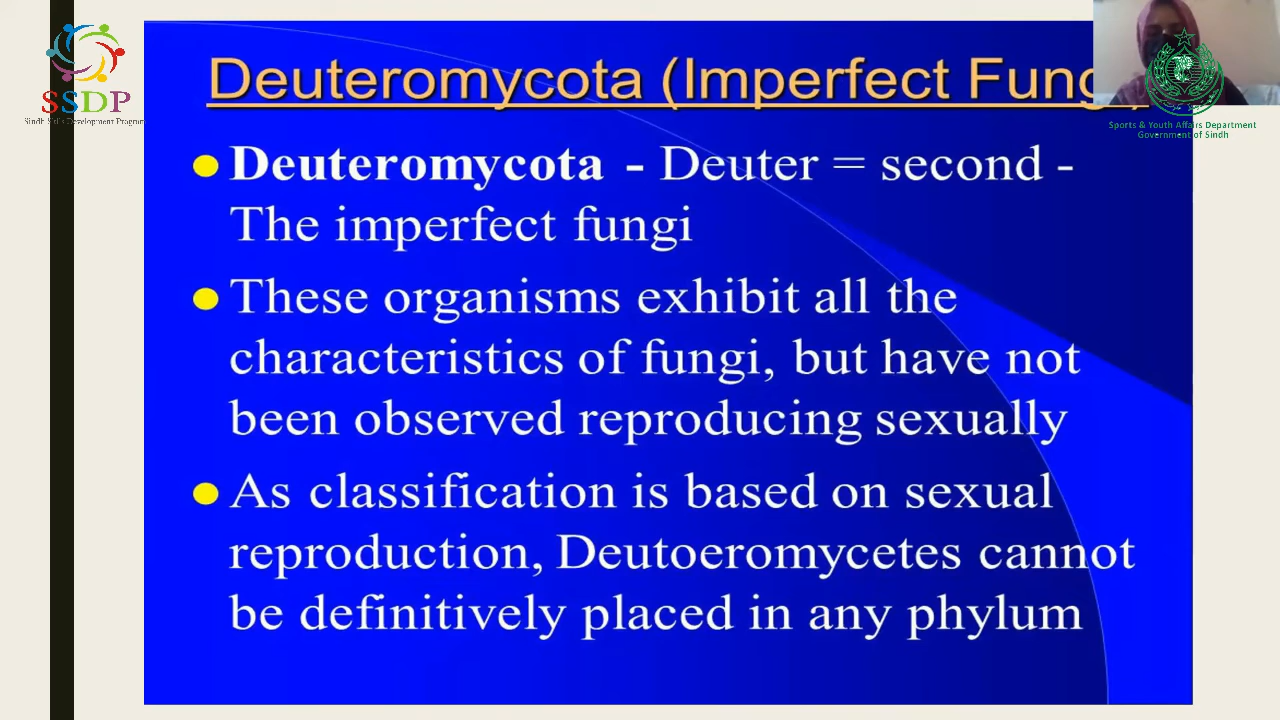 Deuteromycota (Imperfect Fungi)
SSDP
Sindh Skills Development Program
Sports & Youth Affairs Department
Government of Sindh
Deuteromycota - Deuter = second -
The imperfect fungi
These organisms exhibit all the
characteristics of fungi, but have not
been observed reproducing sexually
As classification is based on sexual
reproduction, Deutoeromycetes cannot
be definitively placed in any phylum